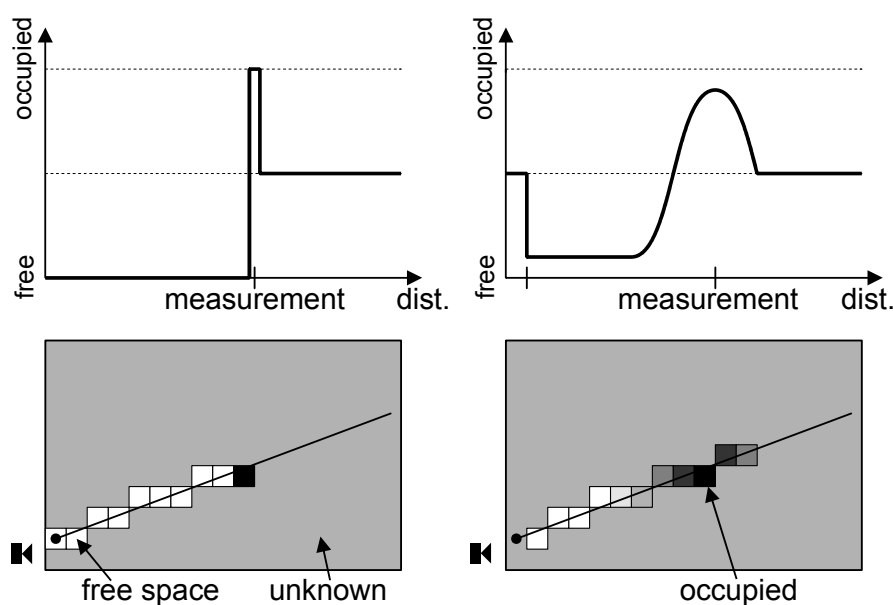 occupied
free
measurement
dist.
occupied
free
measurement
dist.
free space
unknown
occupied